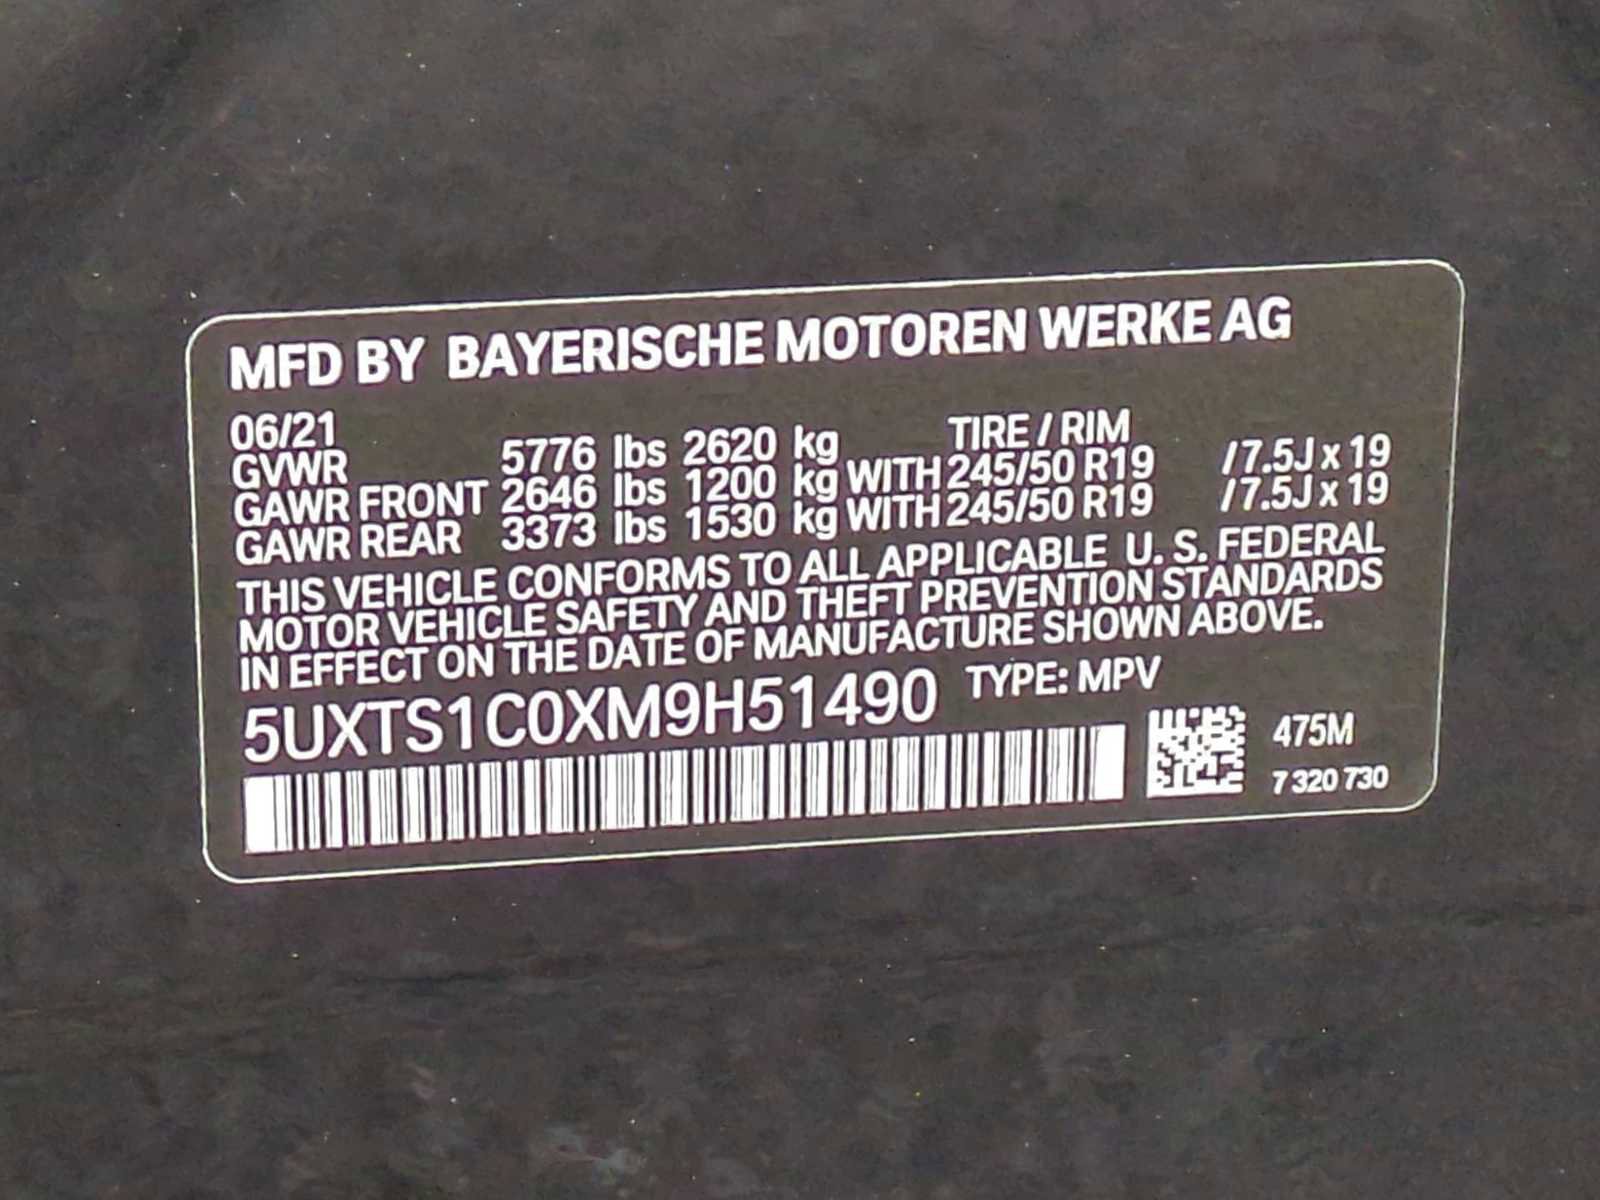 MFD BY BAYERISCHE MOTOREN WERKE AG
06/21 TIRE / RIM
GVWR 5776 lbs 2620 kg
GAWR FRONT 2646 lbs 1200 kg WITH 245/50 R19 /7.5J x 19
GAWR REAR 3373 lbs 1530 kg WITH 245/50 R19 /7.5J x 19
THIS VEHICLE CONFORMS TO ALL APPLICABLE U. S. FEDERAL
MOTOR VEHICLE SAFETY AND THEFT PREVENTION STANDARDS
IN EFFECT ON THE DATE OF MANUFACTURE SHOWN ABOVE.
5UXTS1C0XM9H51490 TYPE: MPV
475M
7 320 730